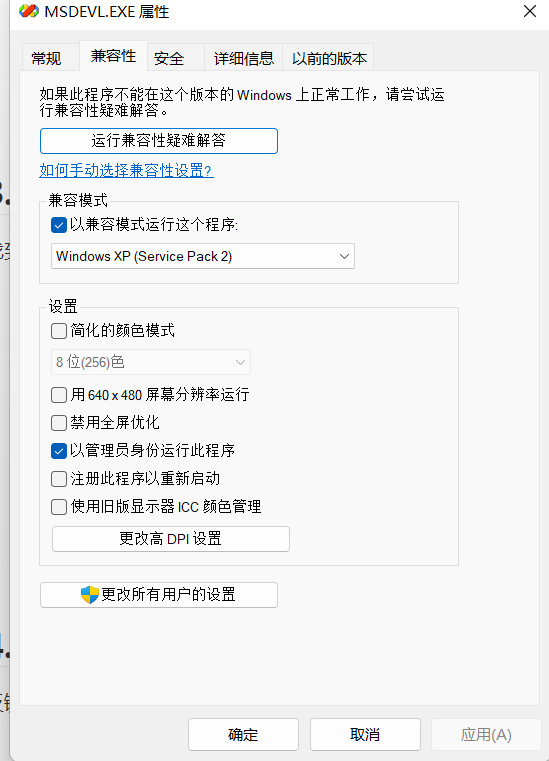 MSDEVL.EXE 属性
常规
兼容性
安全
详细信息
以前的版本
如果此程序不能在这个版本的 Windows 上正常工作，请尝试运
行兼容性疑难解答。
运行兼容性疑难解答
如何手动选择兼容性设置?
兼容模式
以兼容模式运行这个程序:
Windows XP (Service Pack 2)
设置
简化的颜色模式
8 位(256)色
用 640 x 480 屏幕分辨率运行
禁用全屏优化
以管理员身份运行此程序
注册此程序以重新启动
使用旧版显示器 ICC 颜色管理
更改高 DPI 设置
更改所有用户的设置
确定
取消
应用(A)